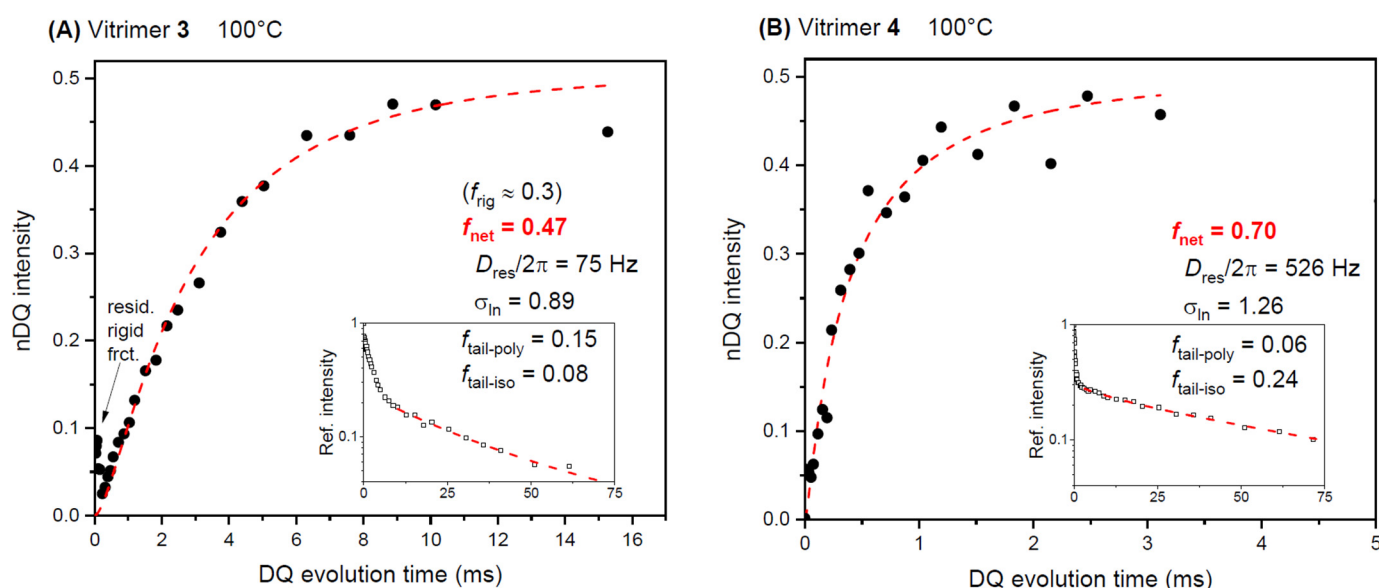 (A) Vitrimer 3 100°C
0.5
0.4
0.3
0.2
0.1
0.0
nDQ intensity
0 2 4 6 8 10 12 14 16
DQ evolution time (ms)
resid.
rigid
frct.
(f_rig ≈ 0.3)
f_net = 0.47
D_res/2π = 75 Hz
σ_ln = 0.89
f_tail-poly = 0.15
f_tail-iso = 0.08
1
0.1
Ref. intensity
0 25 50 75
(B) Vitrimer 4 100°C
0.5
0.4
0.3
0.2
0.1
0.0
nDQ intensity
0 1 2 3 4 5
DQ evolution time (ms)
f_net = 0.70
D_res/2π = 526 Hz
σ_ln = 1.26
f_tail-poly = 0.06
f_tail-iso = 0.24
1
0.1
Ref. intensity
0 25 50 75